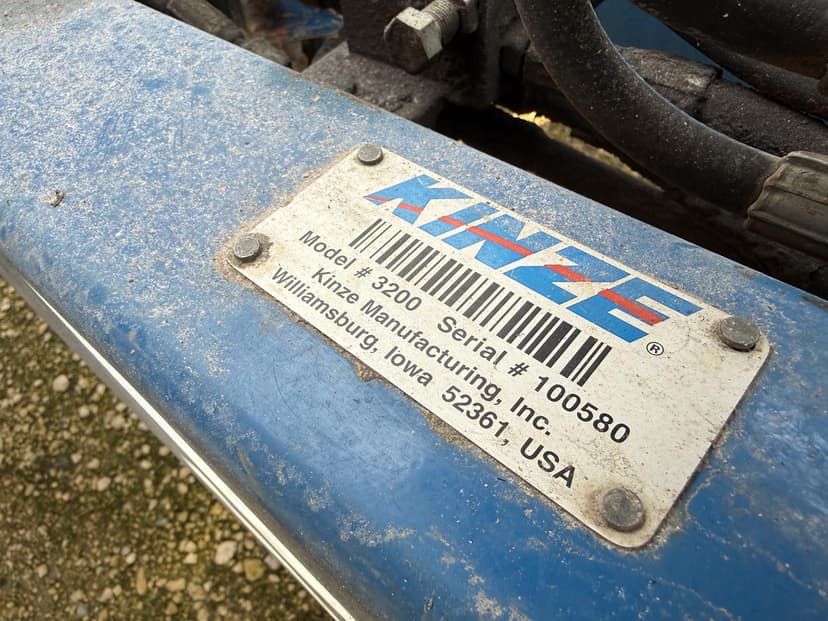 KINZE®
Model # 3200 Serial # 100580
Kinze Manufacturing, Inc.
Williamsburg, Iowa 52361, USA